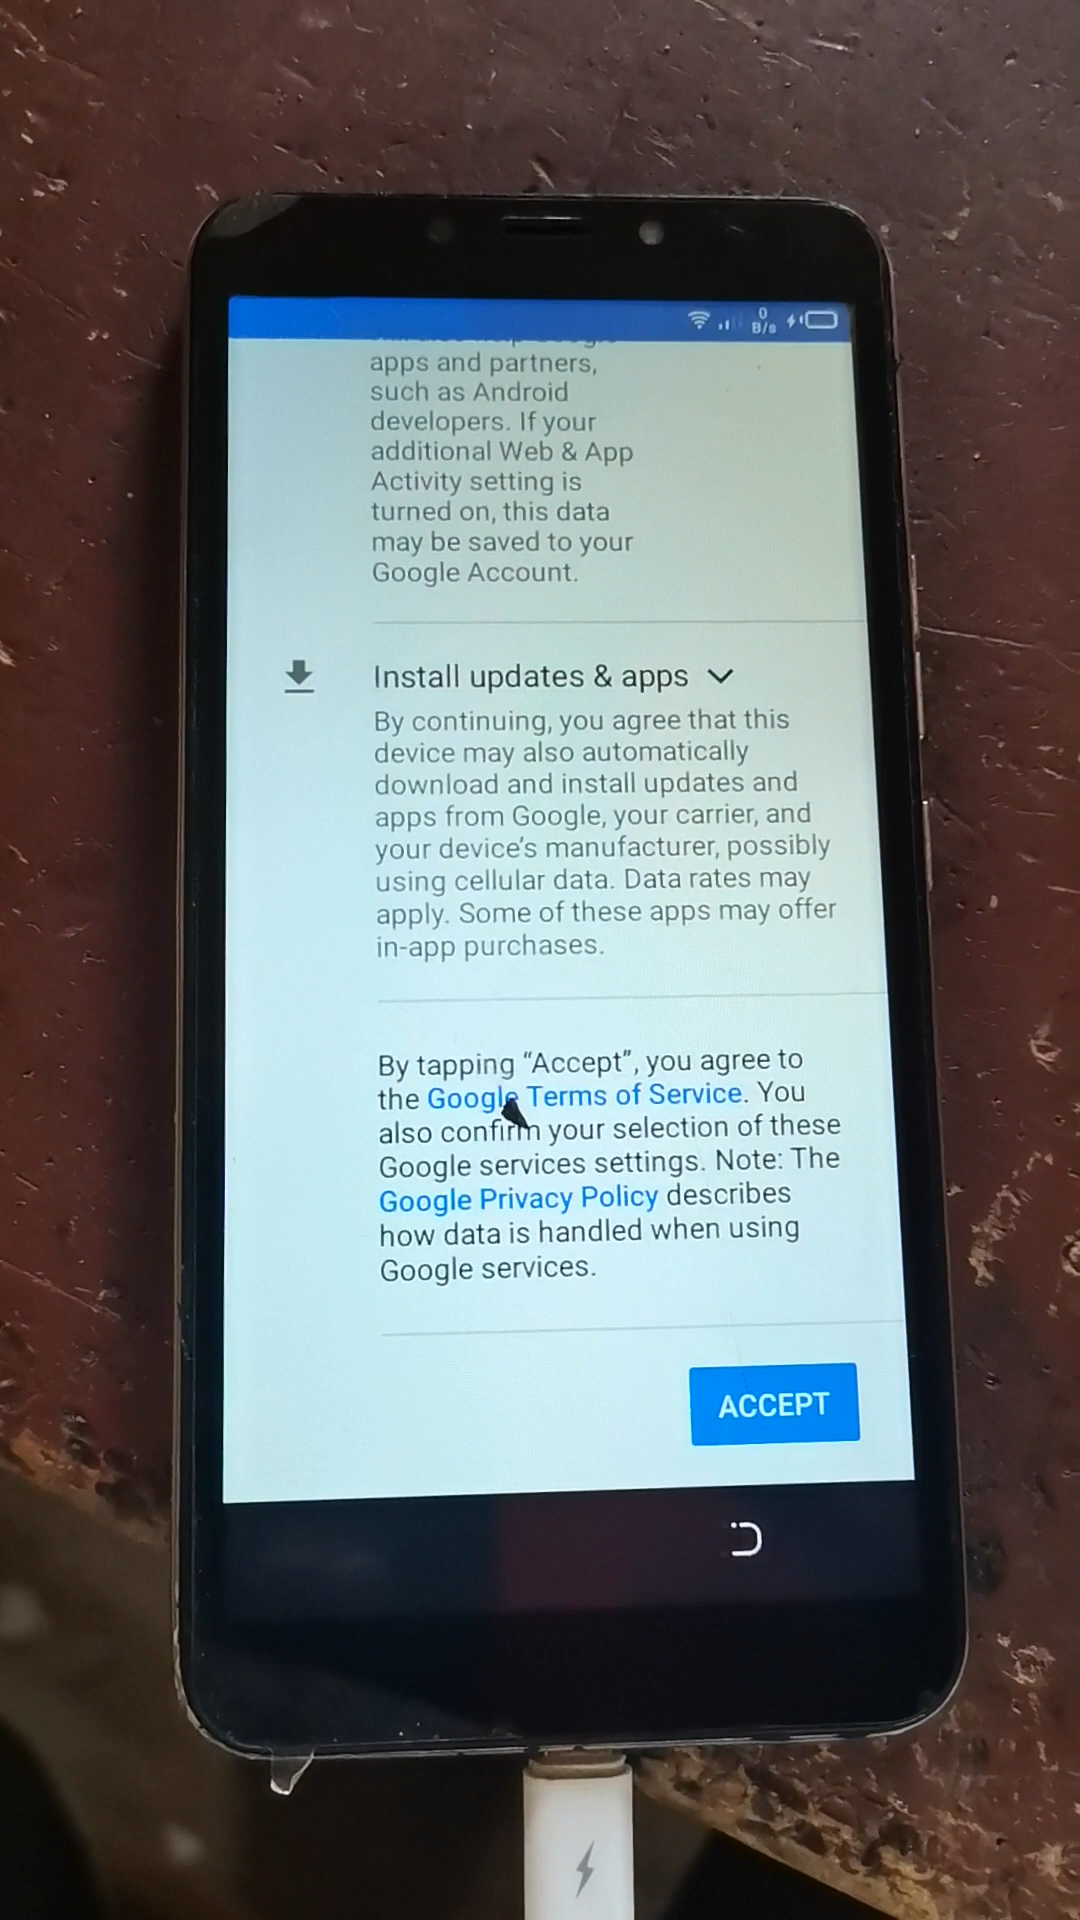 0
B/s
apps and partners,
such as Android
developers. If your
additional Web & App
Activity setting is
turned on, this data
may be saved to your
Google Account.
Install updates & apps
By continuing, you agree that this
device may also automatically
download and install updates and
apps from Google, your carrier, and
your device's manufacturer, possibly
using cellular data. Data rates may
apply. Some of these apps may offer
in-app purchases.
By tapping “Accept”, you agree to
the Google Terms of Service. You
also confirm your selection of these
Google services settings. Note: The
Google Privacy Policy describes
how data is handled when using
Google services.
ACCEPT